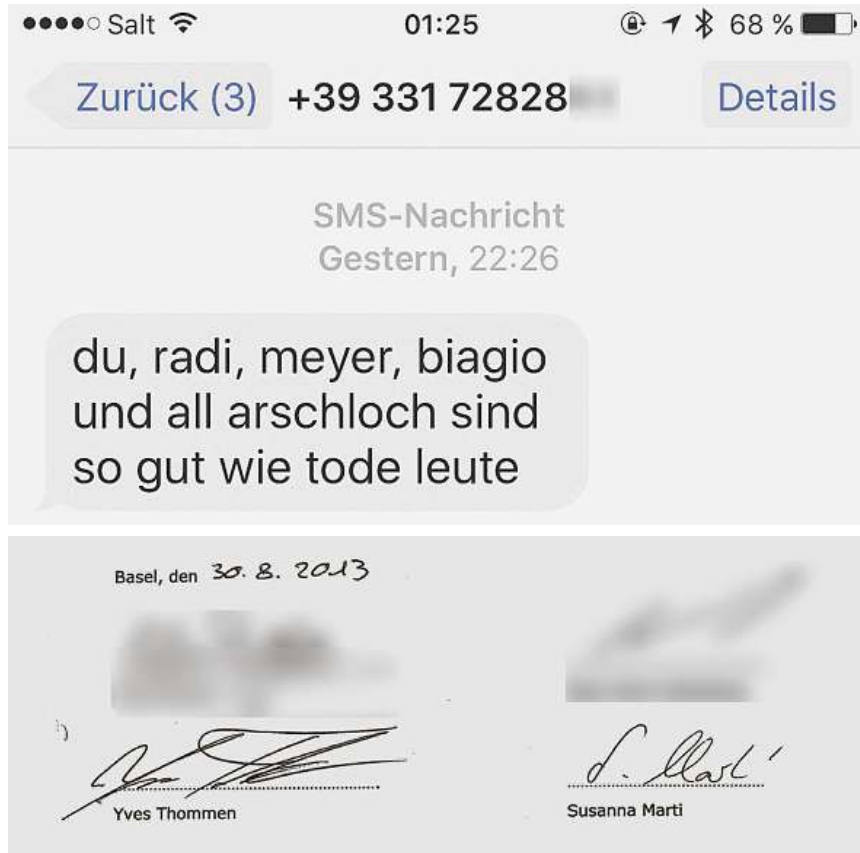 Salt 01:25 68 %
Zurück (3) +39 331 72828 Details
SMS-Nachricht
Gestern, 22:26
du, radi, meyer, biagio
und all arschloch sind
so gut wie tode leute
Basel, den 30. 8. 2013
S. Marti
Yves Thommen Susanna Marti